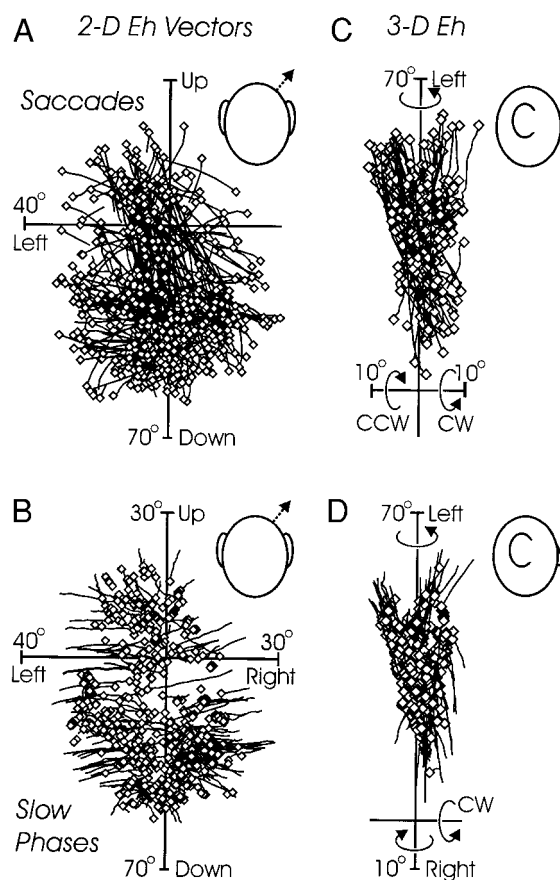 A 2-D Eh Vectors
C 3-D Eh
Saccades
Up
70° Left
40°
Left
10° 10°
CCW CW
70° Down
B
30° Up
D
70° Left
40° 30°
Left Right
Slow
Phases
CW
70° Down
10° Right